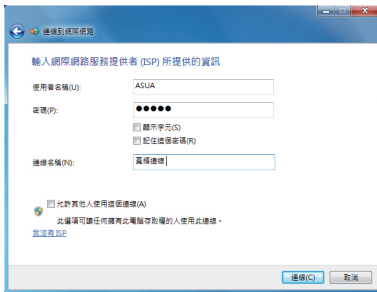 連線到網際網路
輸入網際網路服務提供者 (ISP) 所提供的資訊
使用者名稱(U):
ASUA
密碼(P):
●●●●●
顯示字元(S)
記住這個密碼(R)
連線名稱(N):
寬頻連線
允許其他人使用這個連線(A)
此選項可讓任何擁有此電腦存取權的人使用此連線。
我沒有 ISP
連線(C)
取消